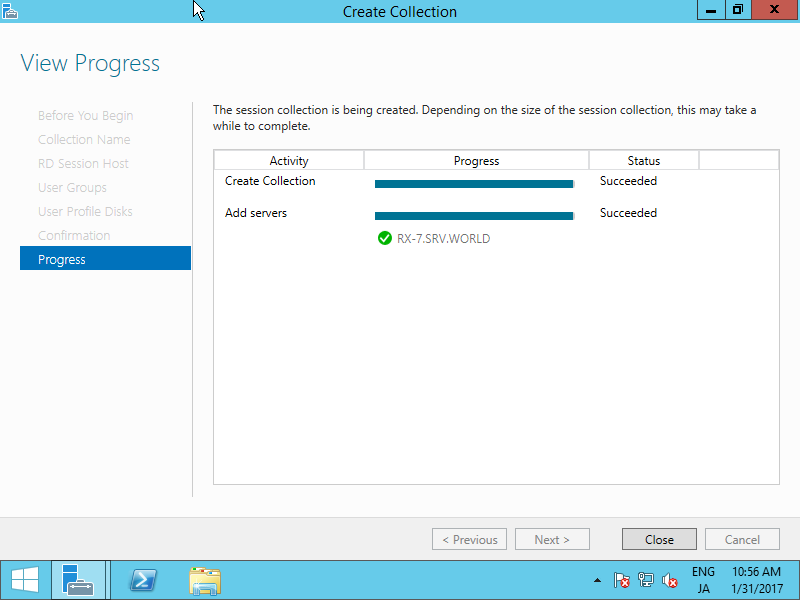 Create Collection
View Progress
Before You Begin
Collection Name
RD Session Host
User Groups
User Profile Disks
Confirmation
Progress
The session collection is being created. Depending on the size of the session collection, this may take a
while to complete.
Activity Progress Status
Create Collection Succeeded
Add servers Succeeded
RX-7.SRV.WORLD
< Previous Next > Close Cancel
ENG 10:56 AM
JA 1/31/2017